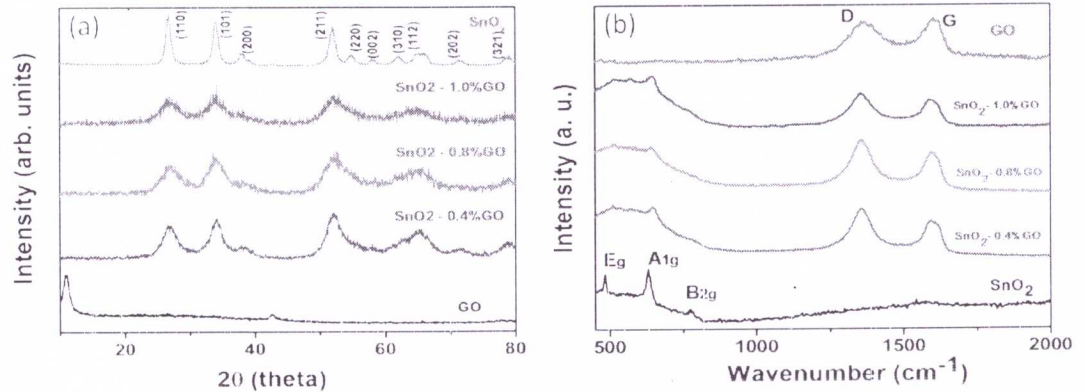 (a)
Intensity (arb. units)
(110)
(101)
(200)
(211)
(220)
(002)
(310)
(112)
(202)
(321)
SnO
SnO2 - 1.0%GO
SnO2 - 0.8%GO
SnO2 - 0.4%GO
GO
20 40 60 80
2θ (theta)
(b)
Intensity (a. u.)
D G
GO
SnO2- 1.0% GO
SnO2- 0.8% GO
SnO2- 0.4% GO
Eg A1g
B2g
SnO2
500 1000 1500 2000
Wavenumber (cm-1)